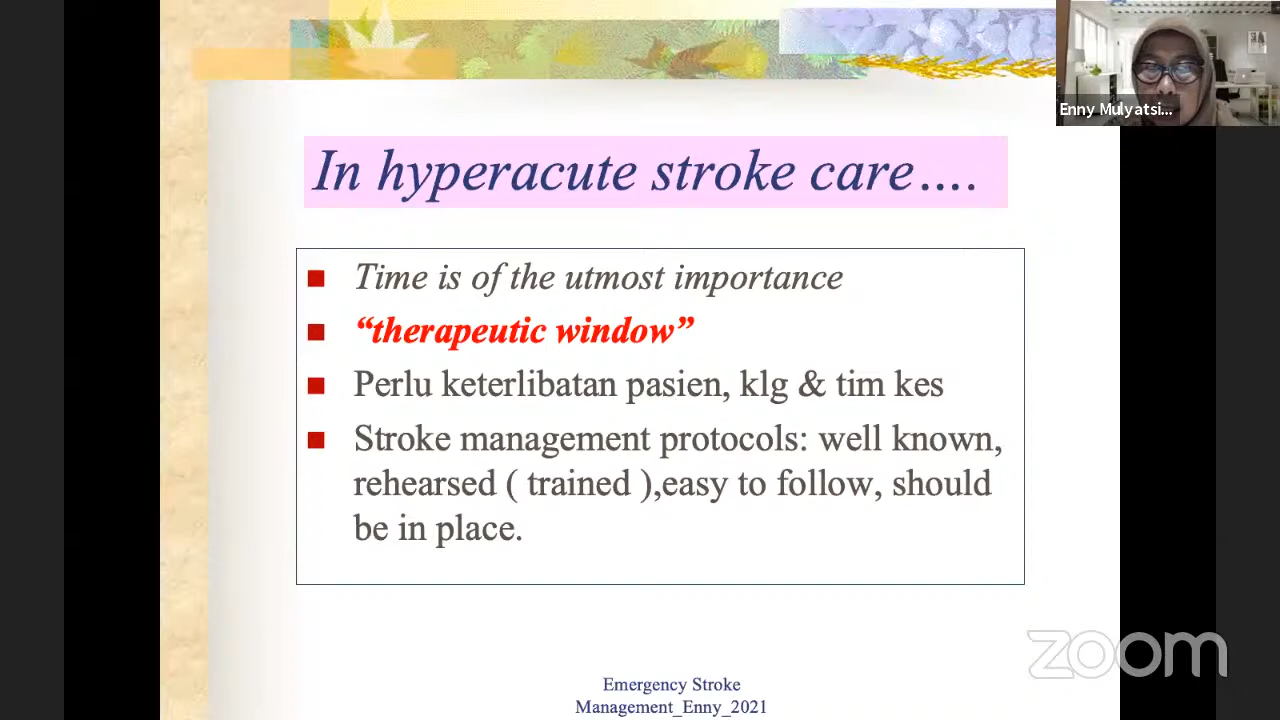 Enny Mulyatsi...
In hyperacute stroke care....
Time is of the utmost importance
“therapeutic window”
Perlu keterlibatan pasien, klg & tim kes
Stroke management protocols: well known,
rehearsed ( trained ),easy to follow, should
be in place.
zoom
Emergency Stroke
Management_Enny_2021